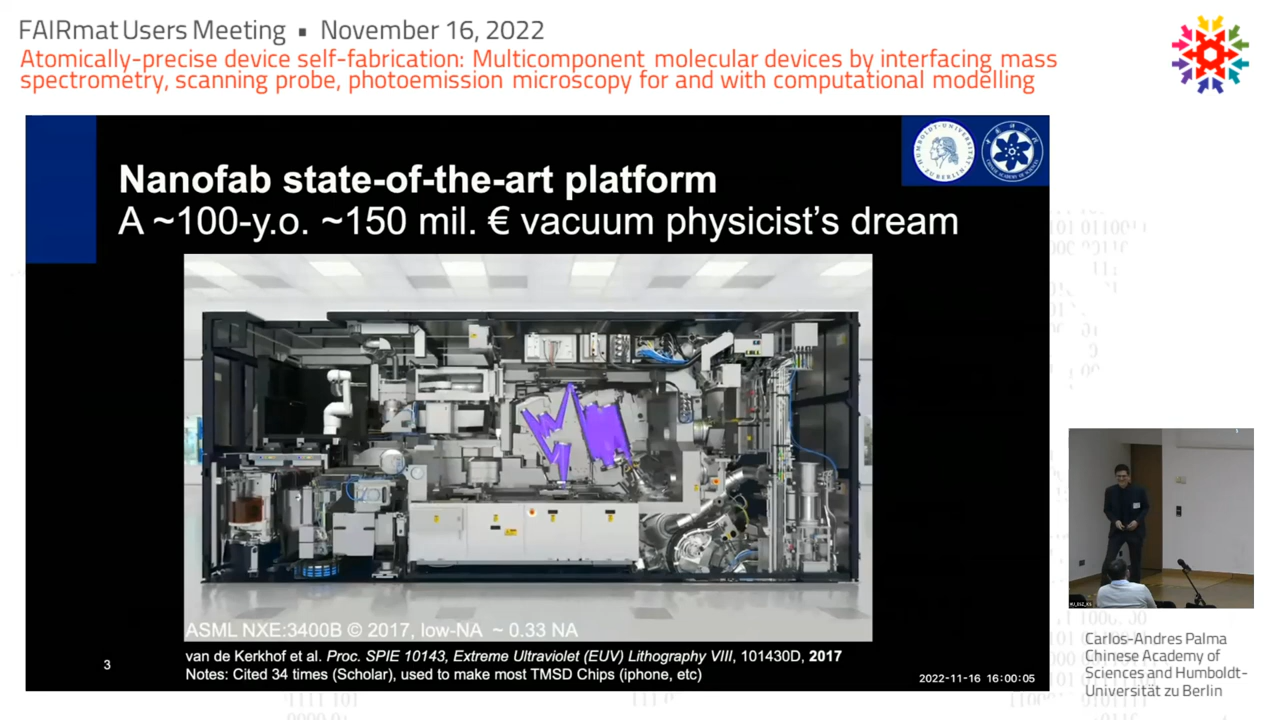 FAIRmat Users Meeting ▪ November 16, 2022
Atomically-precise device self-fabrication: Multicomponent molecular devices by interfacing mass
spectrometry, scanning probe, photoemission microscopy for and with computational modelling
Nanofab state-of-the-art platform
A ~100-y.o. ~150 mil. € vacuum physicist's dream
ASML NXE:3400B © 2017, low-NA ~ 0.33 NA
van de Kerkhof et al. Proc. SPIE 10143, Extreme Ultraviolet (EUV) Lithography VIII, 101430D, 2017
Notes: Cited 34 times (Scholar), used to make most TMSD Chips (iphone, etc)
3
2022-11-16 16:00:05
Carlos-Andres Palma
Chinese Academy of
Sciences and Humboldt-
Universität zu Berlin